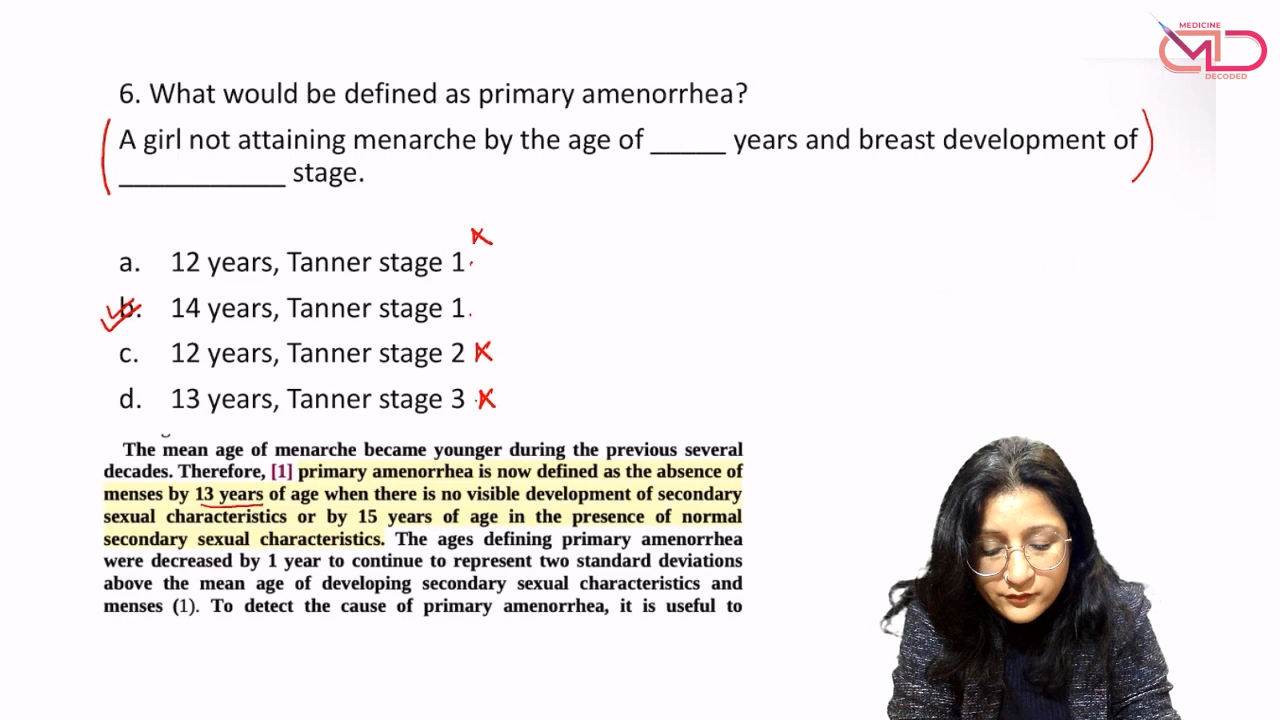 MEDICINE
MD
DECODED
6. What would be defined as primary amenorrhea?
A girl not attaining menarche by the age of _____ years and breast development of
___________ stage.
a. 12 years, Tanner stage 1
b. 14 years, Tanner stage 1
c. 12 years, Tanner stage 2
d. 13 years, Tanner stage 3
The mean age of menarche became younger during the previous several
decades. Therefore, [1] primary amenorrhea is now defined as the absence of
menses by 13 years of age when there is no visible development of secondary
sexual characteristics or by 15 years of age in the presence of normal
secondary sexual characteristics. The ages defining primary amenorrhea
were decreased by 1 year to continue to represent two standard deviations
above the mean age of developing secondary sexual characteristics and
menses (1). To detect the cause of primary amenorrhea, it is useful to